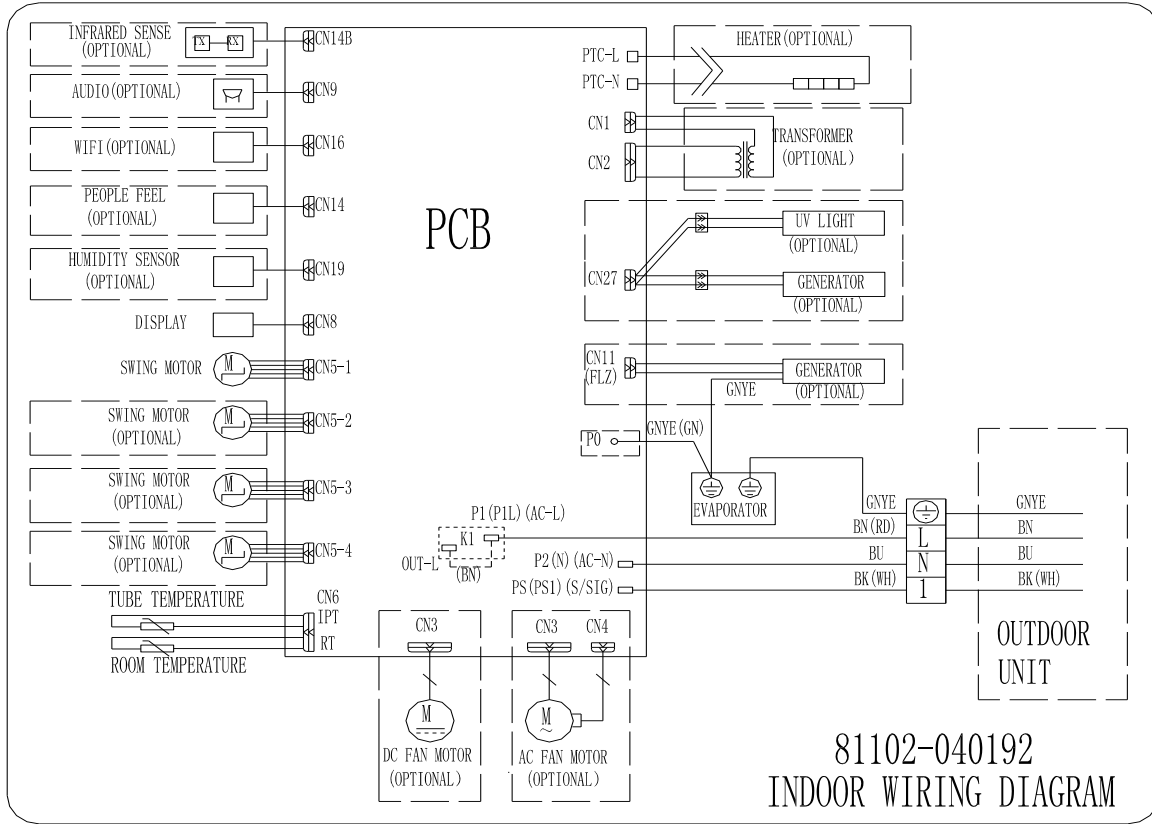 INFRARED SENSE
(OPTIONAL)
TX
RX
CN14B
AUDIO(OPTIONAL)
CN9
WIFI(OPTIONAL)
CN16
PEOPLE FEEL
(OPTIONAL)
CN14
HUMIDITY SENSOR
(OPTIONAL)
CN19
DISPLAY
CN8
SWING MOTOR
M
CN5-1
SWING MOTOR
(OPTIONAL)
M
CN5-2
SWING MOTOR
(OPTIONAL)
M
CN5-3
SWING MOTOR
(OPTIONAL)
M
CN5-4
TUBE TEMPERATURE
CN6
IPT
RT
ROOM TEMPERATURE
PCB
PTC-L
PTC-N
HEATER(OPTIONAL)
CN1
CN2
TRANSFORMER
(OPTIONAL)
CN27
UV LIGHT
(OPTIONAL)
GENERATOR
(OPTIONAL)
CN11
(FLZ)
GENERATOR
(OPTIONAL)
GNYE
P0
GNYE(GN)
EVAPORATOR
P1(P1L)(AC-L)
K1
OUT-L
(BN)
P2(N)(AC-N)
PS(PS1)(S/SIG)
GNYE
BN(RD)
BU
BK(WH)
L
N
1
GNYE
BN
BU
BK(WH)
OUTDOOR
UNIT
CN3
M
DC FAN MOTOR
(OPTIONAL)
CN3
CN4
M
~
AC FAN MOTOR
(OPTIONAL)
81102-040192
INDOOR WIRING DIAGRAM